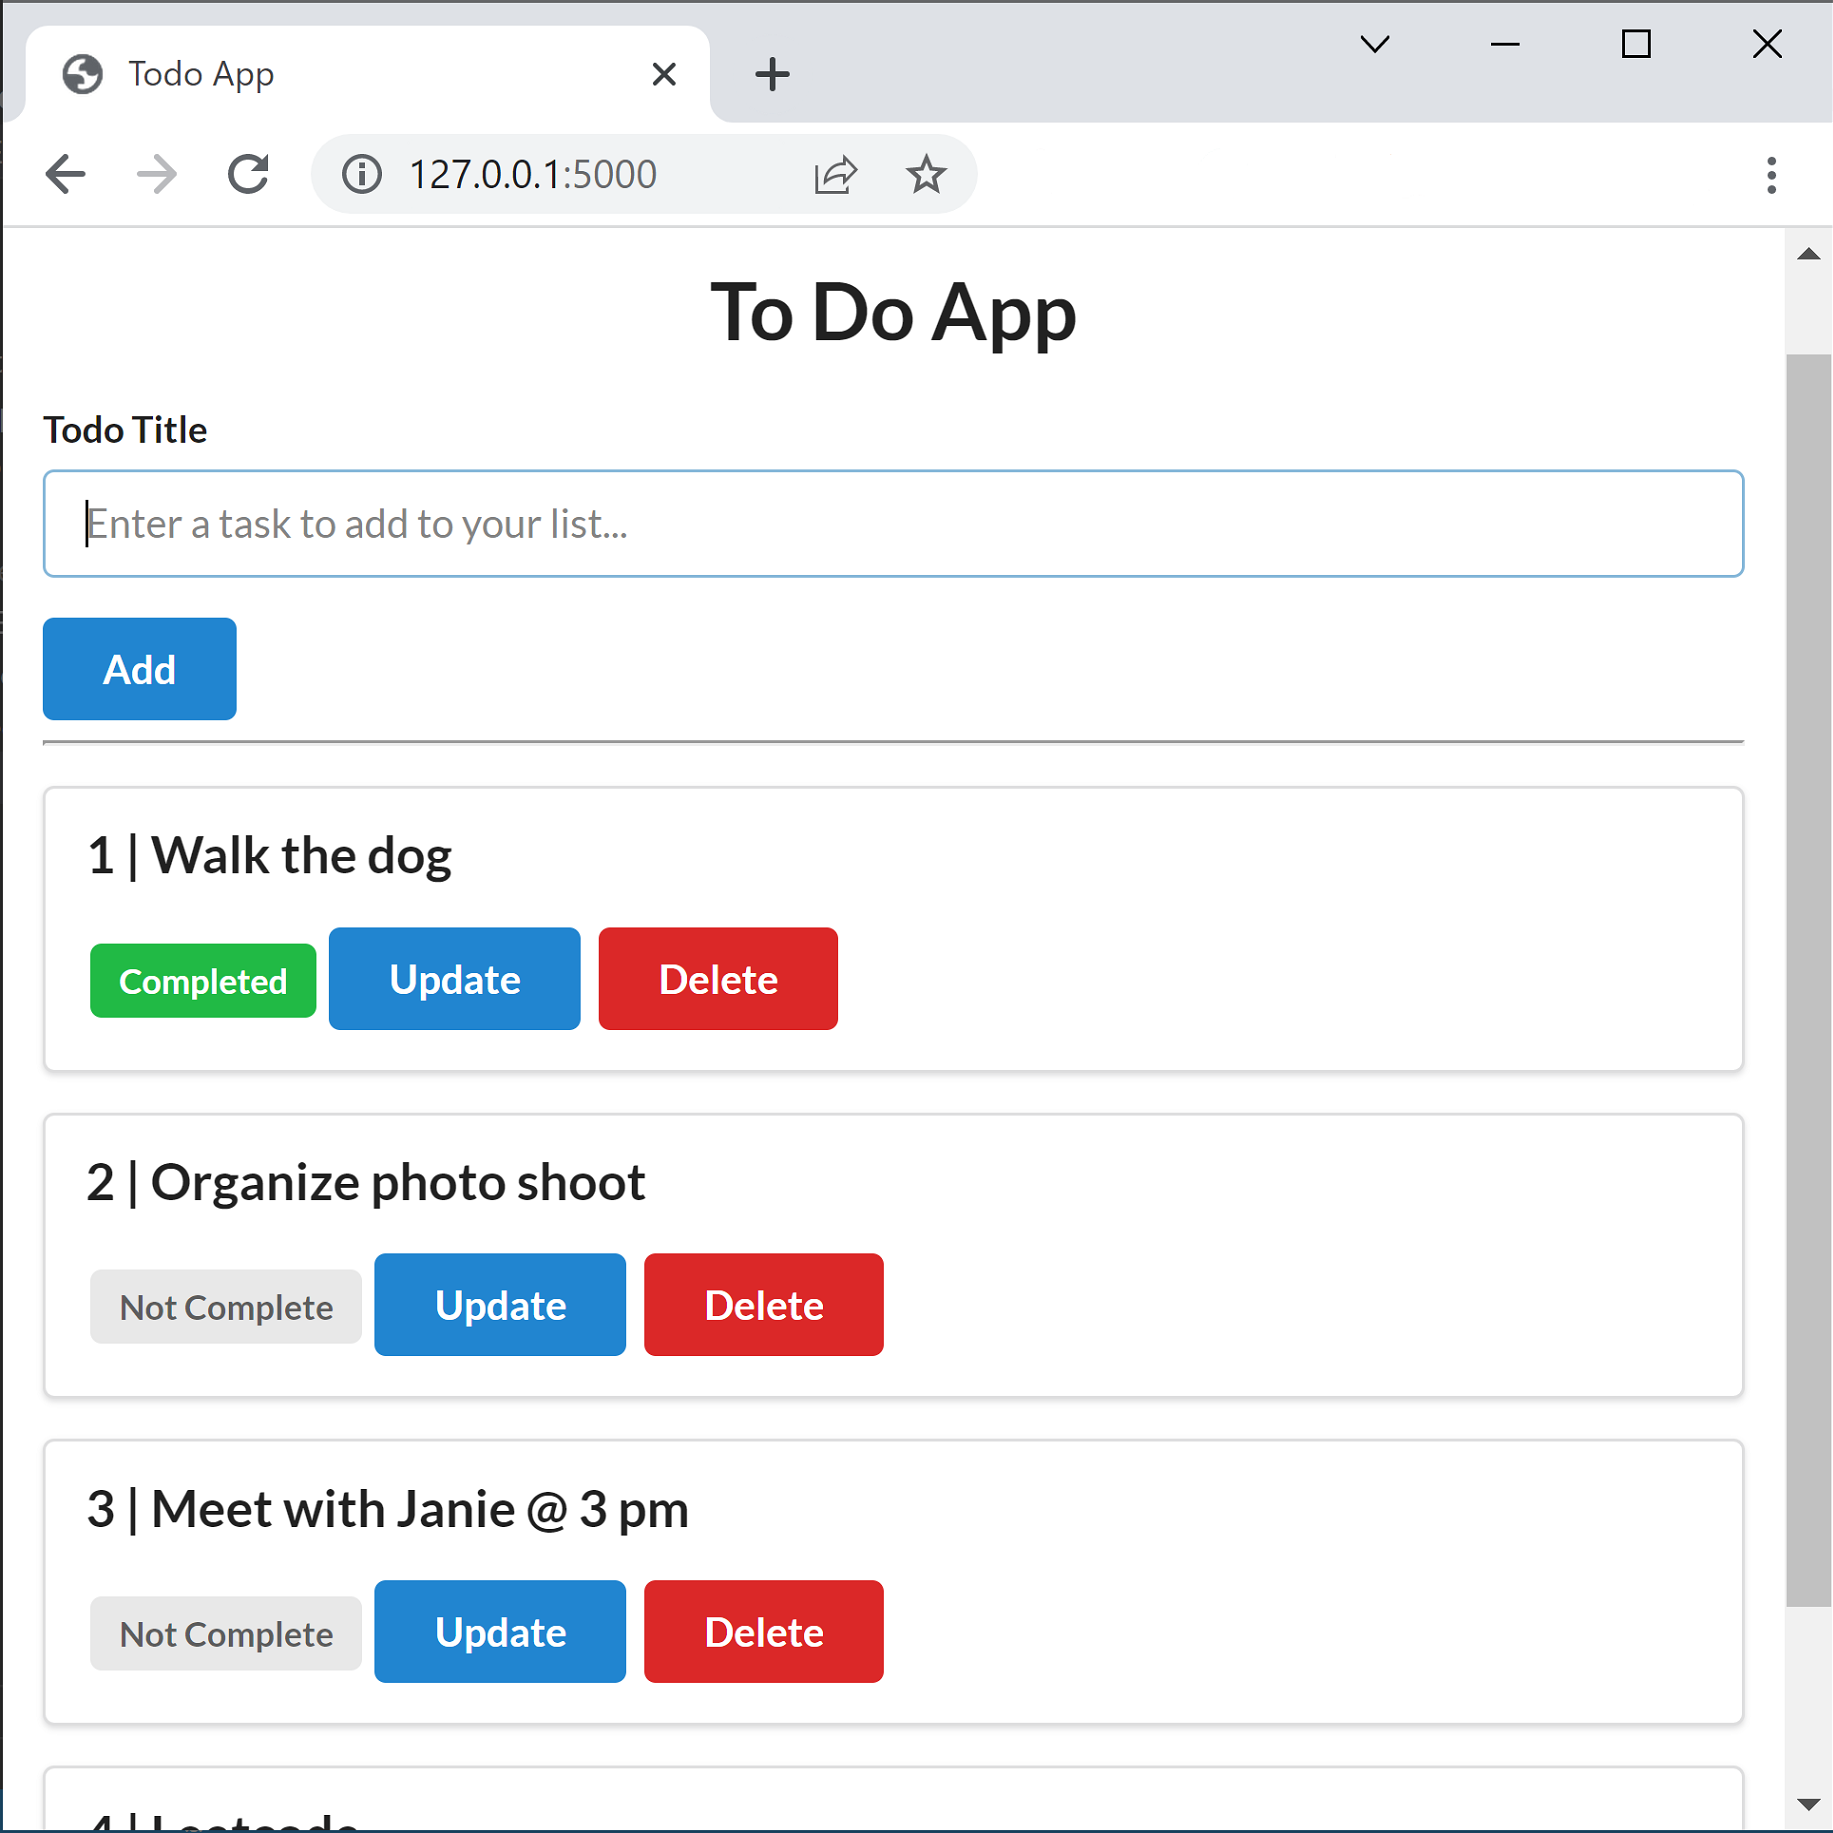 Todo App
127.0.0.1:5000
To Do App
Todo Title
Enter a task to add to your list...
Add
1 | Walk the dog
Completed Update Delete
2 | Organize photo shoot
Not Complete Update Delete
3 | Meet with Janie @ 3 pm
Not Complete Update Delete
4 | Leetcode